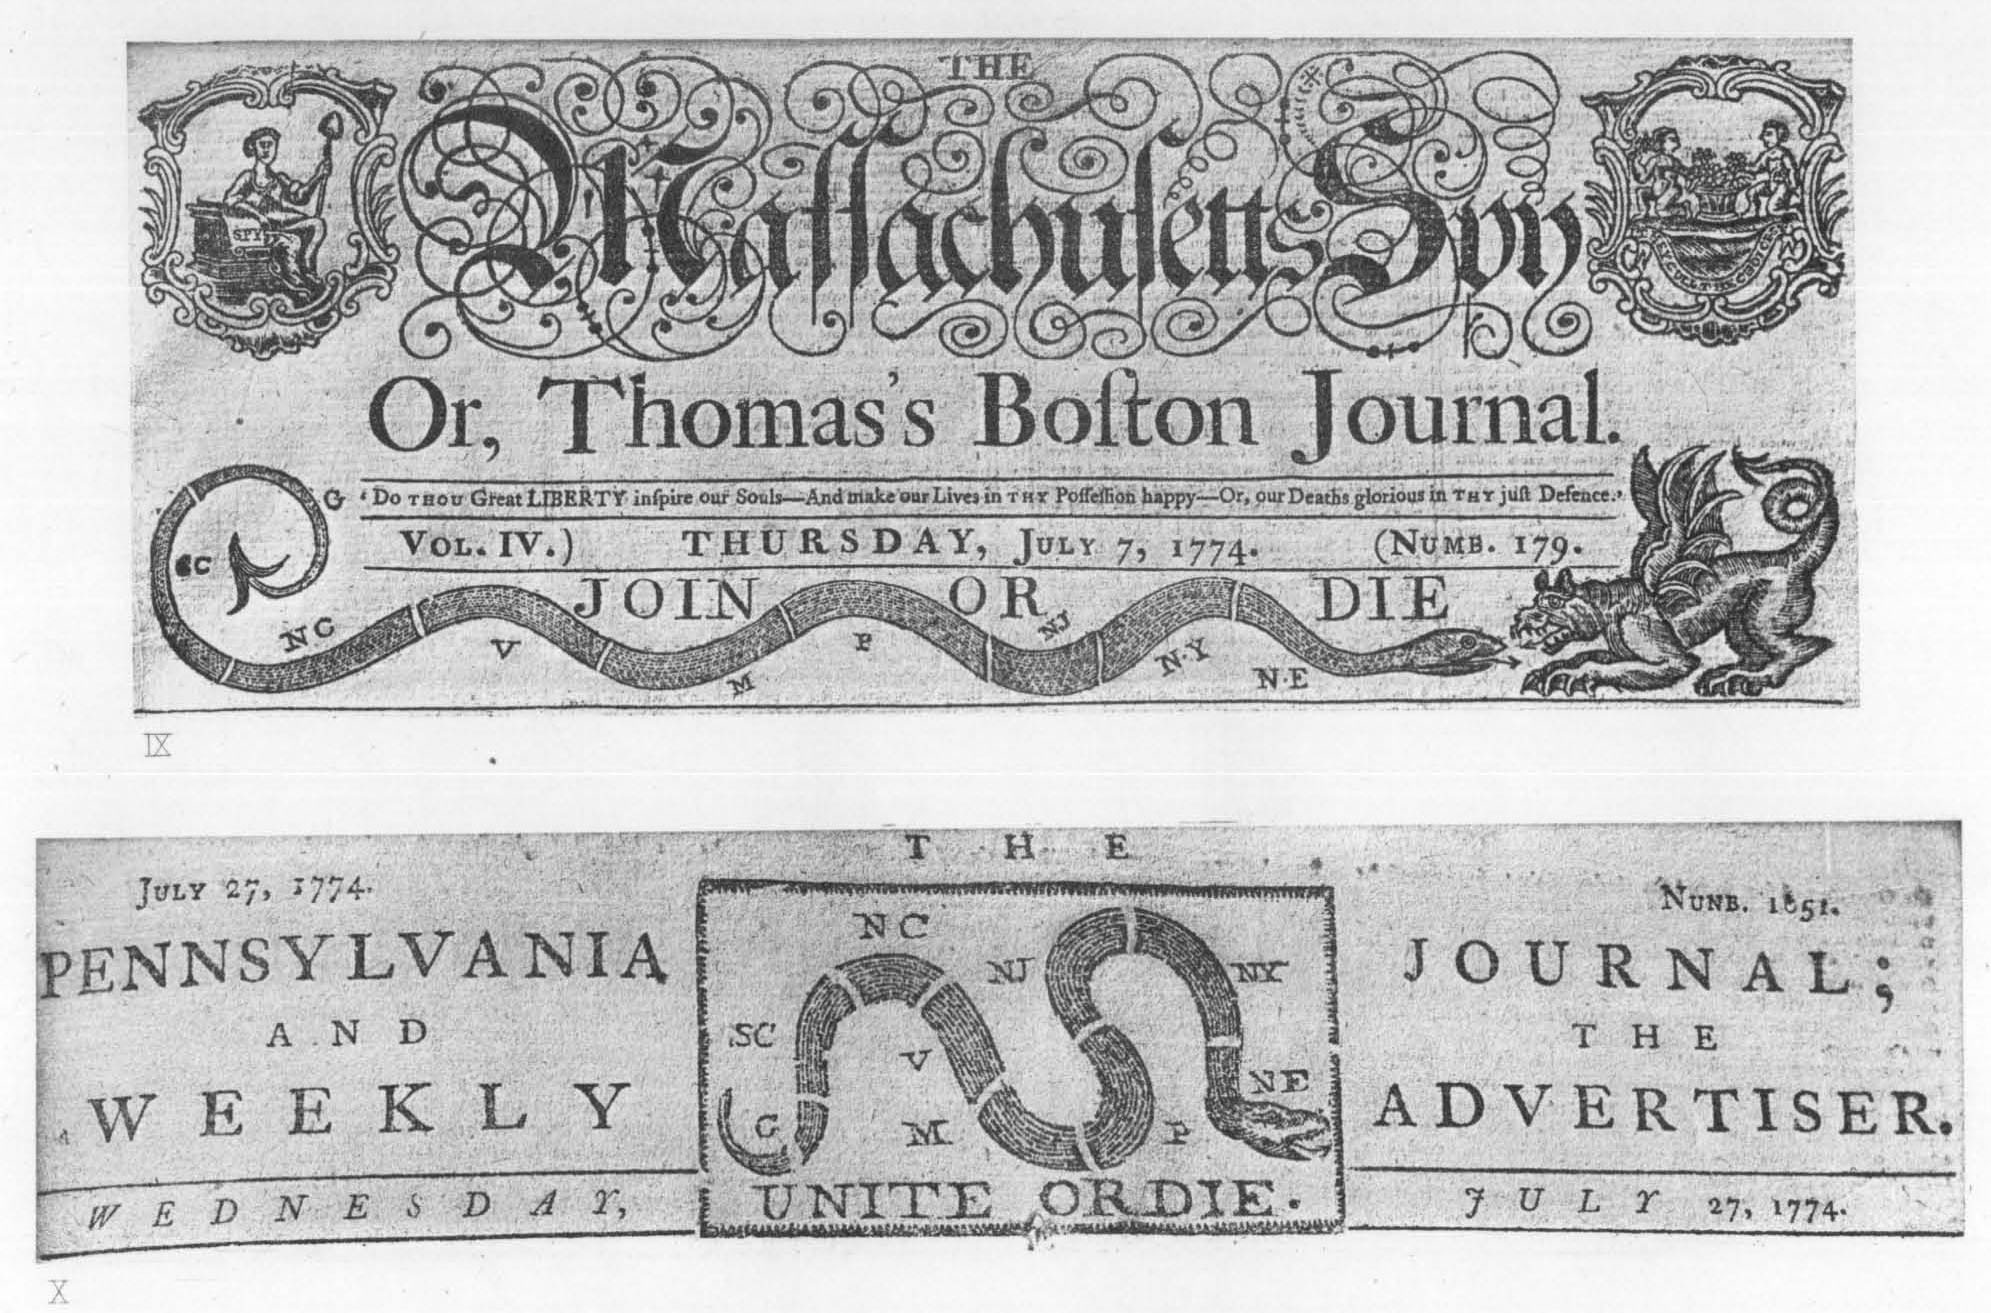 THE
Maſſachuſetts Spy
SPY
Or, Thomas's Boſton Journal.
G
‘Do THOU Great LIBERTY inſpire our Souls—And make our Lives in THY Poſſeſſion happy—Or, our Deaths glorious in THY juſt Defence.’
VOL. IV.) THURSDAY, JULY 7, 1774. (NUMB. 179.
SC
JOIN OR DIE
NC
V
M
P
NJ
N·Y
N·E
IX
THE
JULY 27, 1774.
NUNB. 1651.
PENNSYLVANIA
JOURNAL;
AND
THE
WEEKLY
ADVERTISER.
NC
NJ
NY
SC
V
NE
G
M
P
UNITE OR DIE.
WEDNESDAY,
JULY 27, 1774.
X